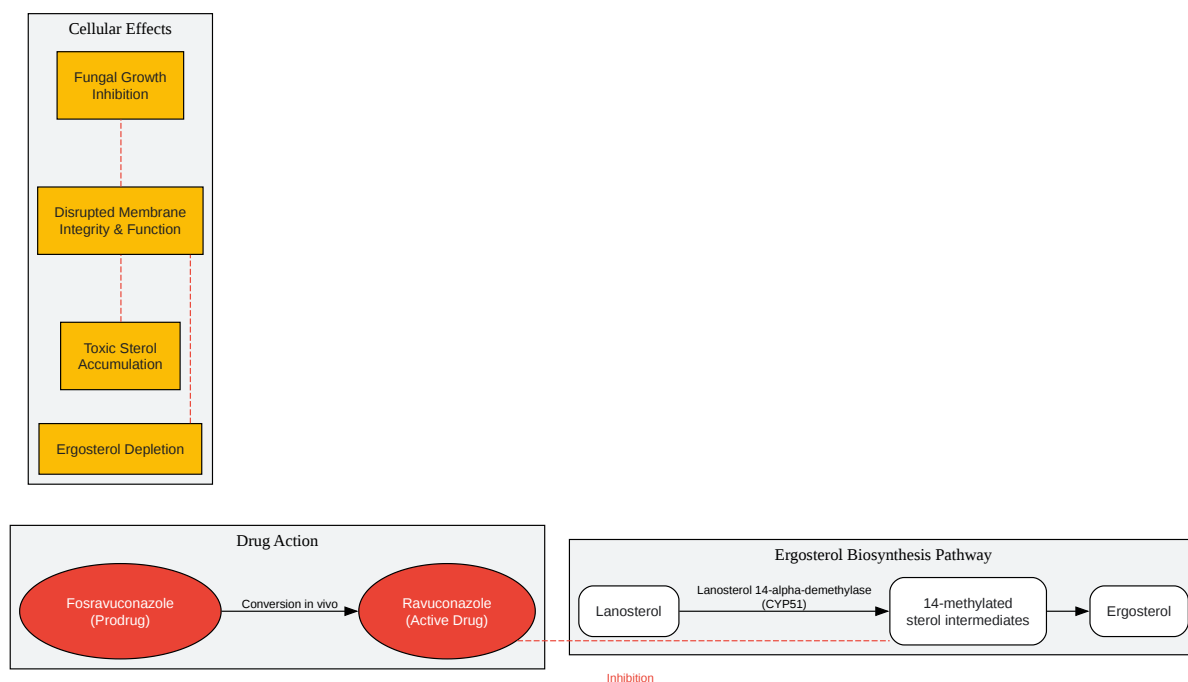 Cellular Effects
Fungal Growth
Inhibition
Disrupted Membrane
Integrity & Function
Toxic Sterol
Accumulation
Ergosterol Depletion
Drug Action
Fosravuconazole
(Prodrug)
Conversion in vivo
Ravuconazole
(Active Drug)
Ergosterol Biosynthesis Pathway
Lanosterol
Lanosterol 14-alpha-demethylase
(CYP51)
14-methylated
sterol intermediates
Ergosterol
Inhibition